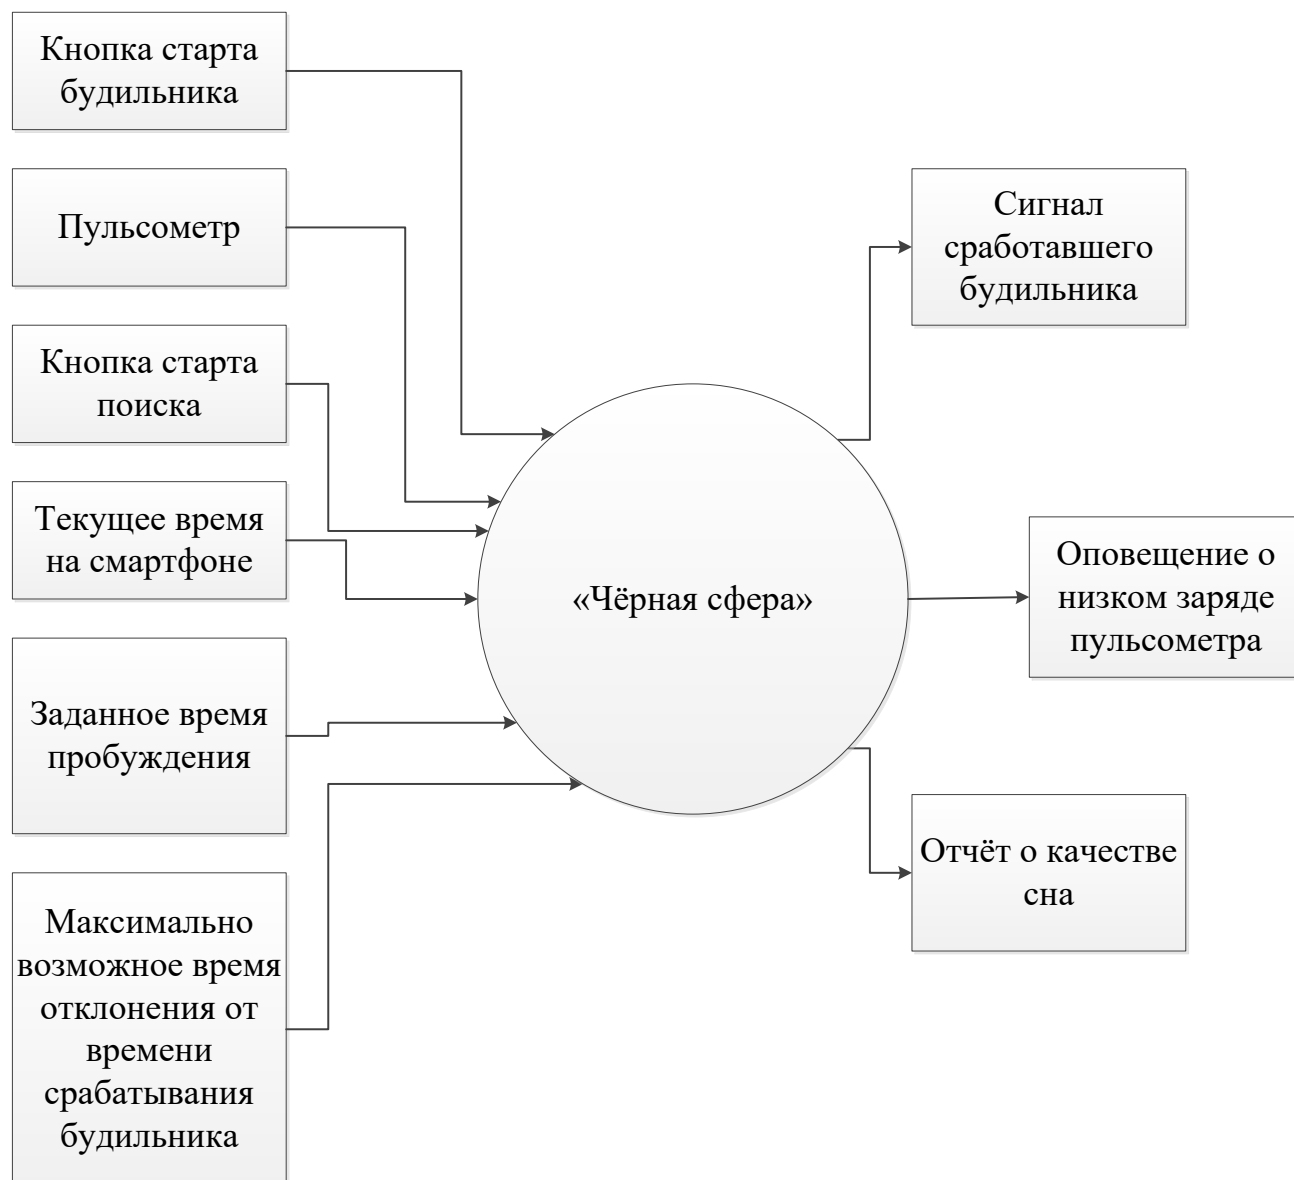 Кнопка старта
будильника
Пульсометр
Кнопка старта
поиска
Текущее время
на смартфоне
Заданное время
пробуждения
Максимально
возможное время
отклонения от
времени
срабатывания
будильника
«Чёрная сфера»
Сигнал
сработавшего
будильника
Оповещение о
низком заряде
пульсометра
Отчёт о качестве
сна